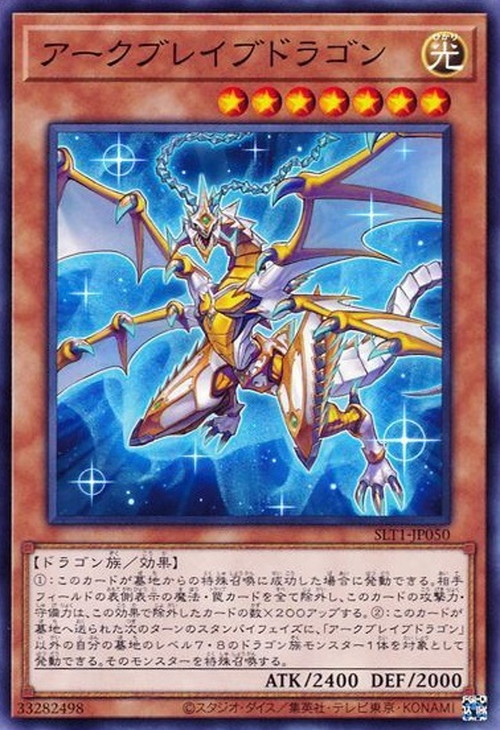 アークブレイブドラゴン
光
SLT1-JP050
【ドラゴン族/効果】
①:このカードが墓地からの特殊召喚に成功した場合に発動できる。相手
フィールドの表側表示の魔法・罠カードを全て除外し、このカードの攻撃力・
守備力は、この効果で除外したカードの数×200アップする。②:このカードが
墓地へ送られた次のターンのスタンバイフェイズに、「アークブレイブドラゴン」
以外の自分の墓地のレベル7・8のドラゴン族モンスター1体を対象として
発動できる。そのモンスターを特殊召喚する。
ATK/2400 DEF/2000
33282498
©スタジオ・ダイス/集英社・テレビ東京・KONAMI